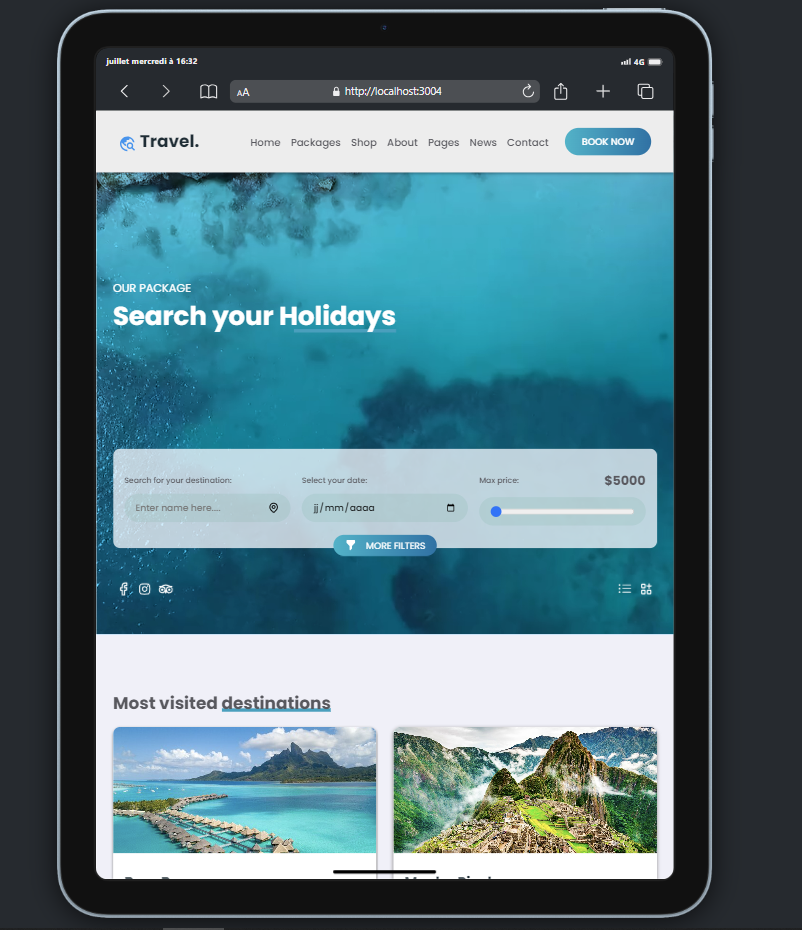 juillet mercredi à 16:32
4G
AA
http://localhost:3004
Travel.
Home Packages Shop About Pages News Contact
BOOK NOW
OUR PACKAGE
Search your Holidays
Search for your destination:
Select your date:
Max price:
$5000
Enter name here....
jj/mm/aaaa
MORE FILTERS
Most visited destinations